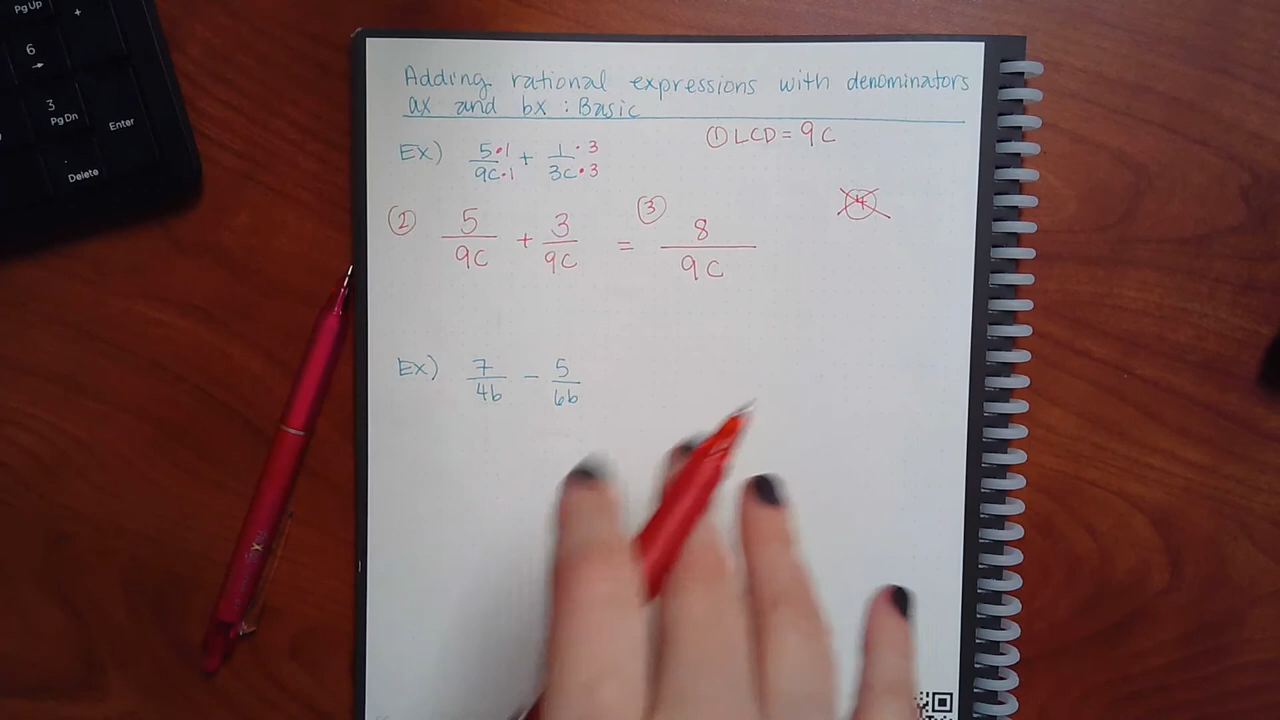 PgUp
+
6
→
3
PgDn
Enter
Delete
Adding rational expressions with denominators
ax and bx : Basic
Ex) 5·1/9c·1 + 1·3/3c·3
① LCD = 9c
② 5/9c + 3/9c = ③ 8/9c
④
Ex) 7/4b − 5/6b